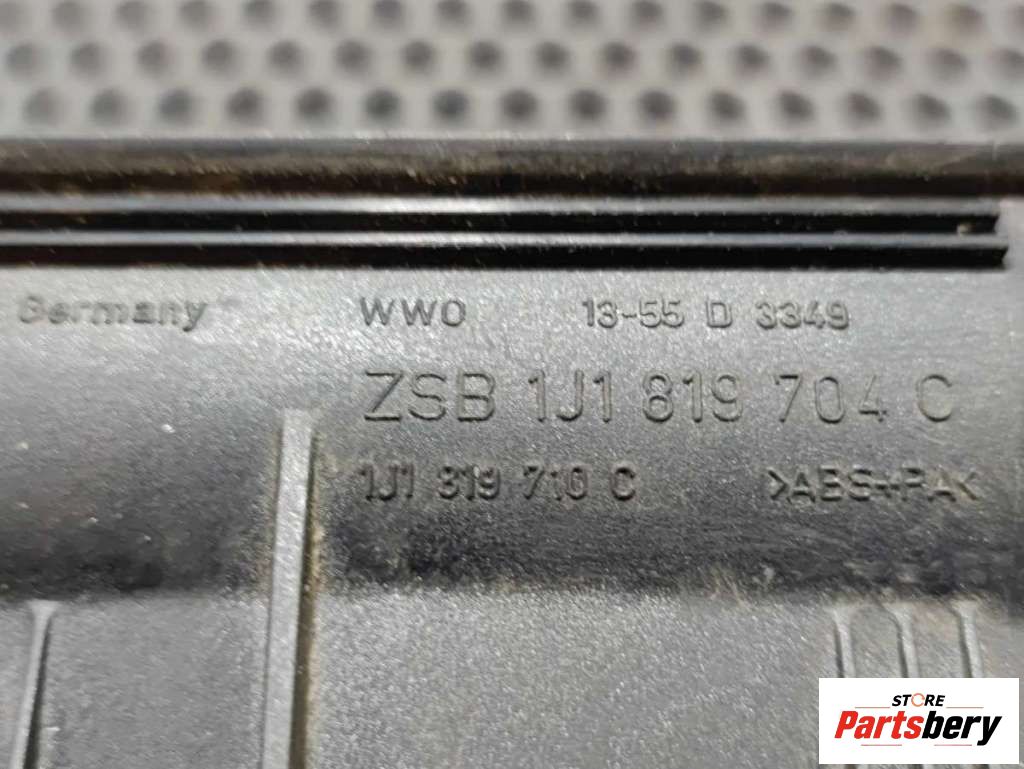 Germany WWO 13-55 D 3349
ZSB 1J1 819 704 C
1J1 819 710 C >ABS+PA<
STORE
Partsbery